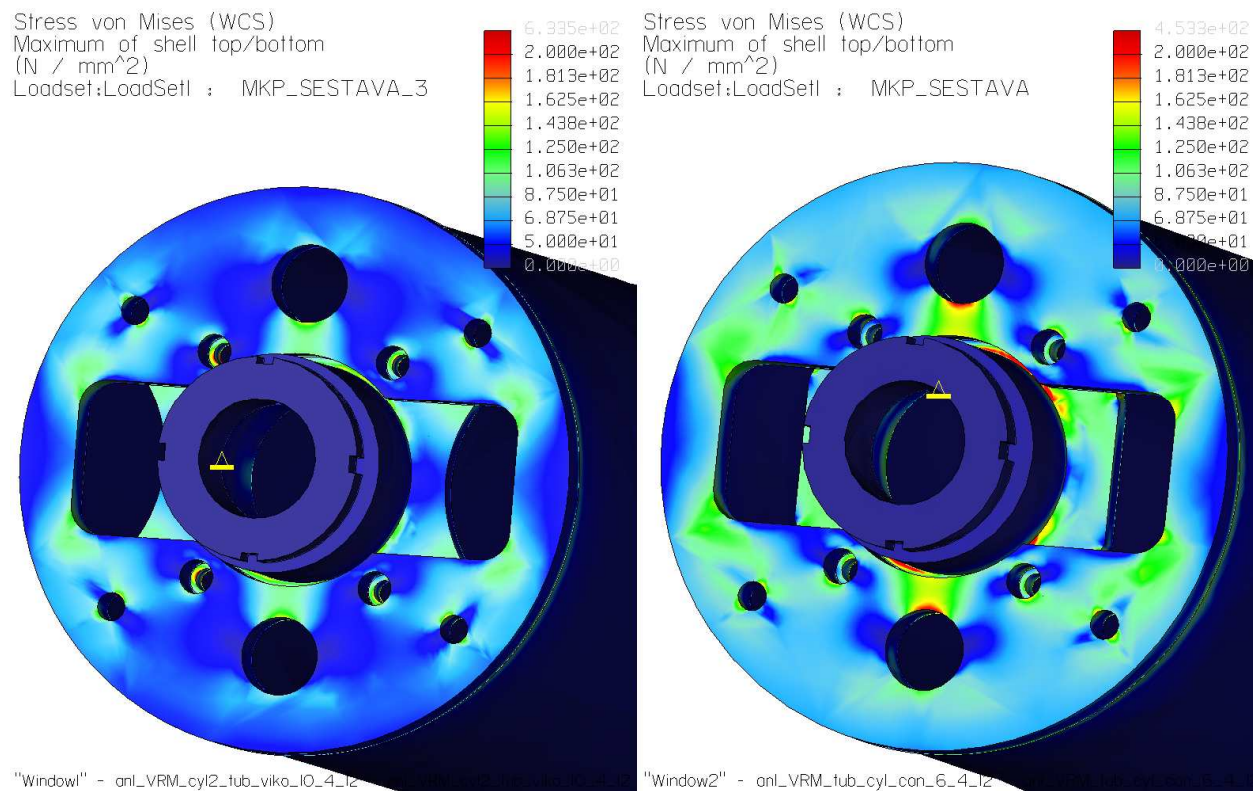 Stress von Mises (WCS)
Maximum of shell top/bottom
(N / mm^2)
Loadset:LoadSet1 : MKP_SESTAVA_3
6.335e+02
2.000e+02
1.813e+02
1.625e+02
1.438e+02
1.250e+02
1.063e+02
8.750e+01
6.875e+01
5.000e+01
0.000e+00
"Window1" - anl_VRM_cyl2_tub_viko_10_4_12
Stress von Mises (WCS)
Maximum of shell top/bottom
(N / mm^2)
Loadset:LoadSet1 : MKP_SESTAVA
4.533e+02
2.000e+02
1.813e+02
1.625e+02
1.438e+02
1.250e+02
1.063e+02
8.750e+01
6.875e+01
0.000e+00
"Window2" - anl_VRM_tub_cyl_con_6_4_12